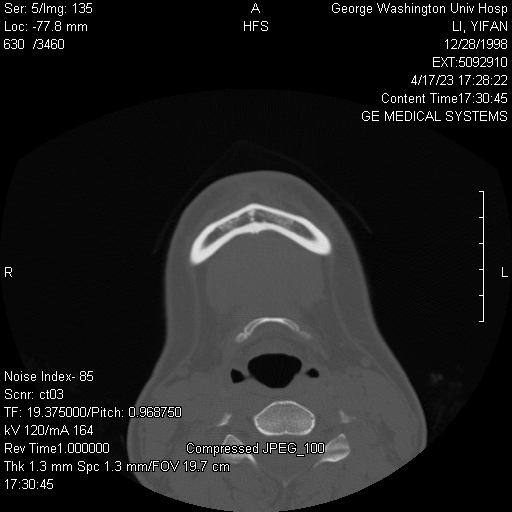 Ser: 5/Img: 135
Loc: -77.8 mm
630 /3460
A
HFS
George Washington Univ Hosp
LI, YIFAN
12/28/1998
EXT:5092910
4/17/23 17:28:22
Content Time17:30:45
GE MEDICAL SYSTEMS
R
L
Noise Index- 85
Scnr: ct03
TF: 19.375000/Pitch: 0.968750
kV 120/mA 164
Rev Time1.000000
Compressed JPEG_100
Thk 1.3 mm Spc 1.3 mm/FOV 19.7 cm
17:30:45